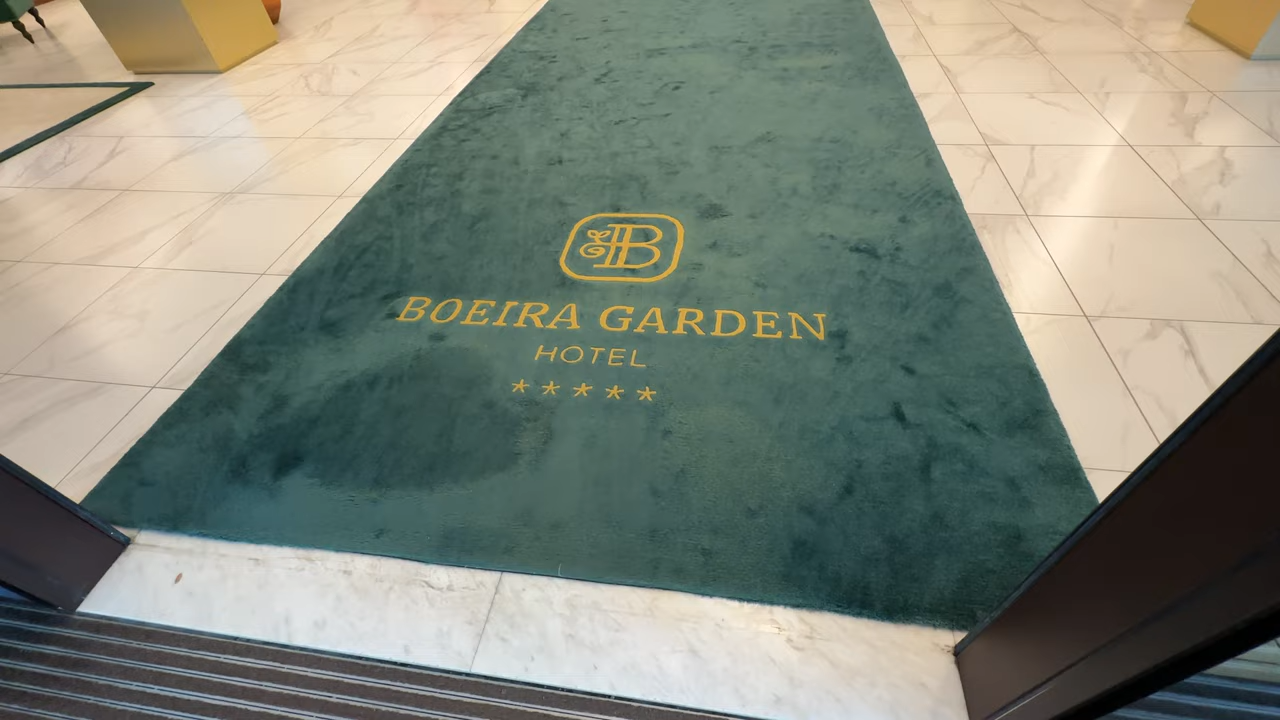 B
BOEIRA GARDEN
HOTEL
★★★★★